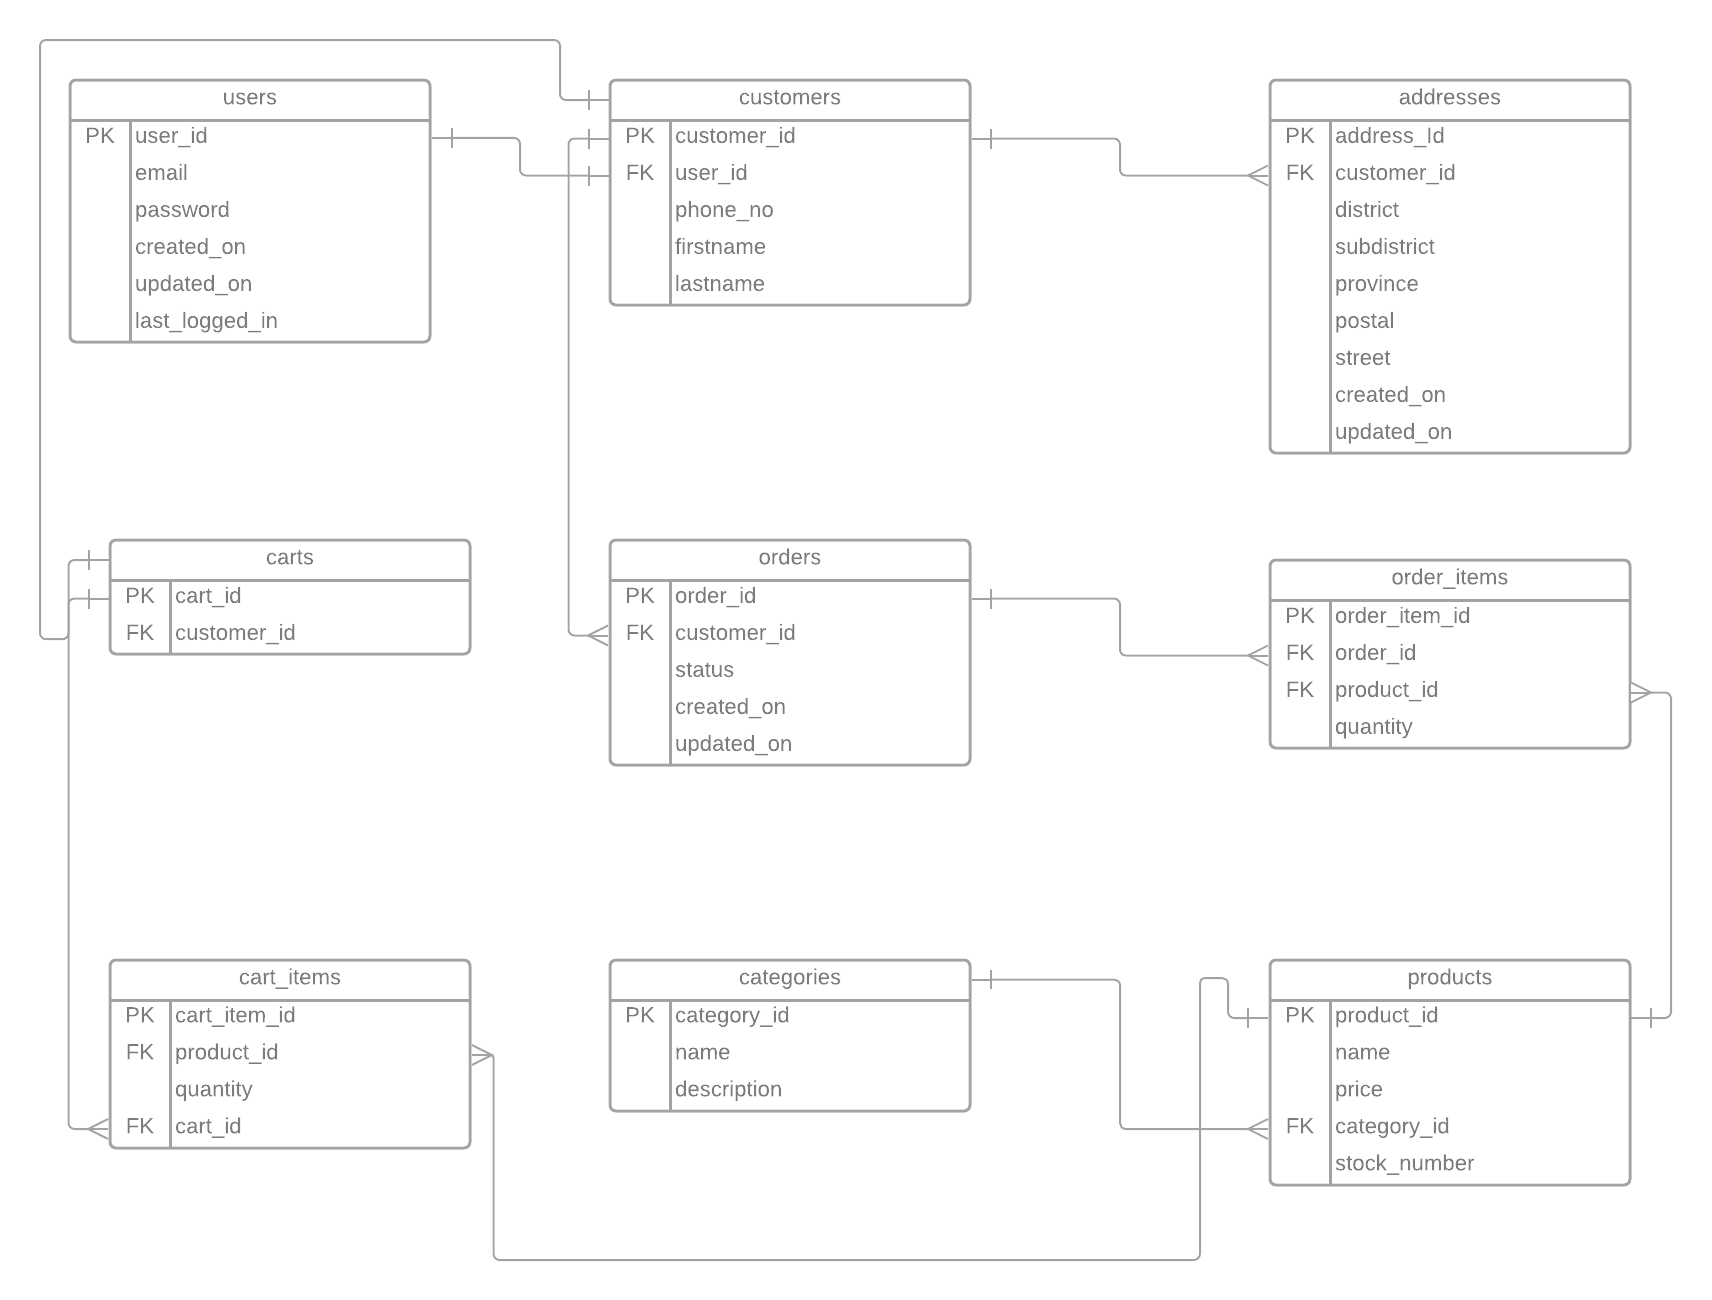 users
PK user_id
email
password
created_on
updated_on
last_logged_in
customers
PK customer_id
FK user_id
phone_no
firstname
lastname
addresses
PK address_Id
FK customer_id
district
subdistrict
province
postal
street
created_on
updated_on
carts
PK cart_id
FK customer_id
orders
PK order_id
FK customer_id
status
created_on
updated_on
order_items
PK order_item_id
FK order_id
FK product_id
quantity
cart_items
PK cart_item_id
FK product_id
quantity
FK cart_id
categories
PK category_id
name
description
products
PK product_id
name
price
FK category_id
stock_number